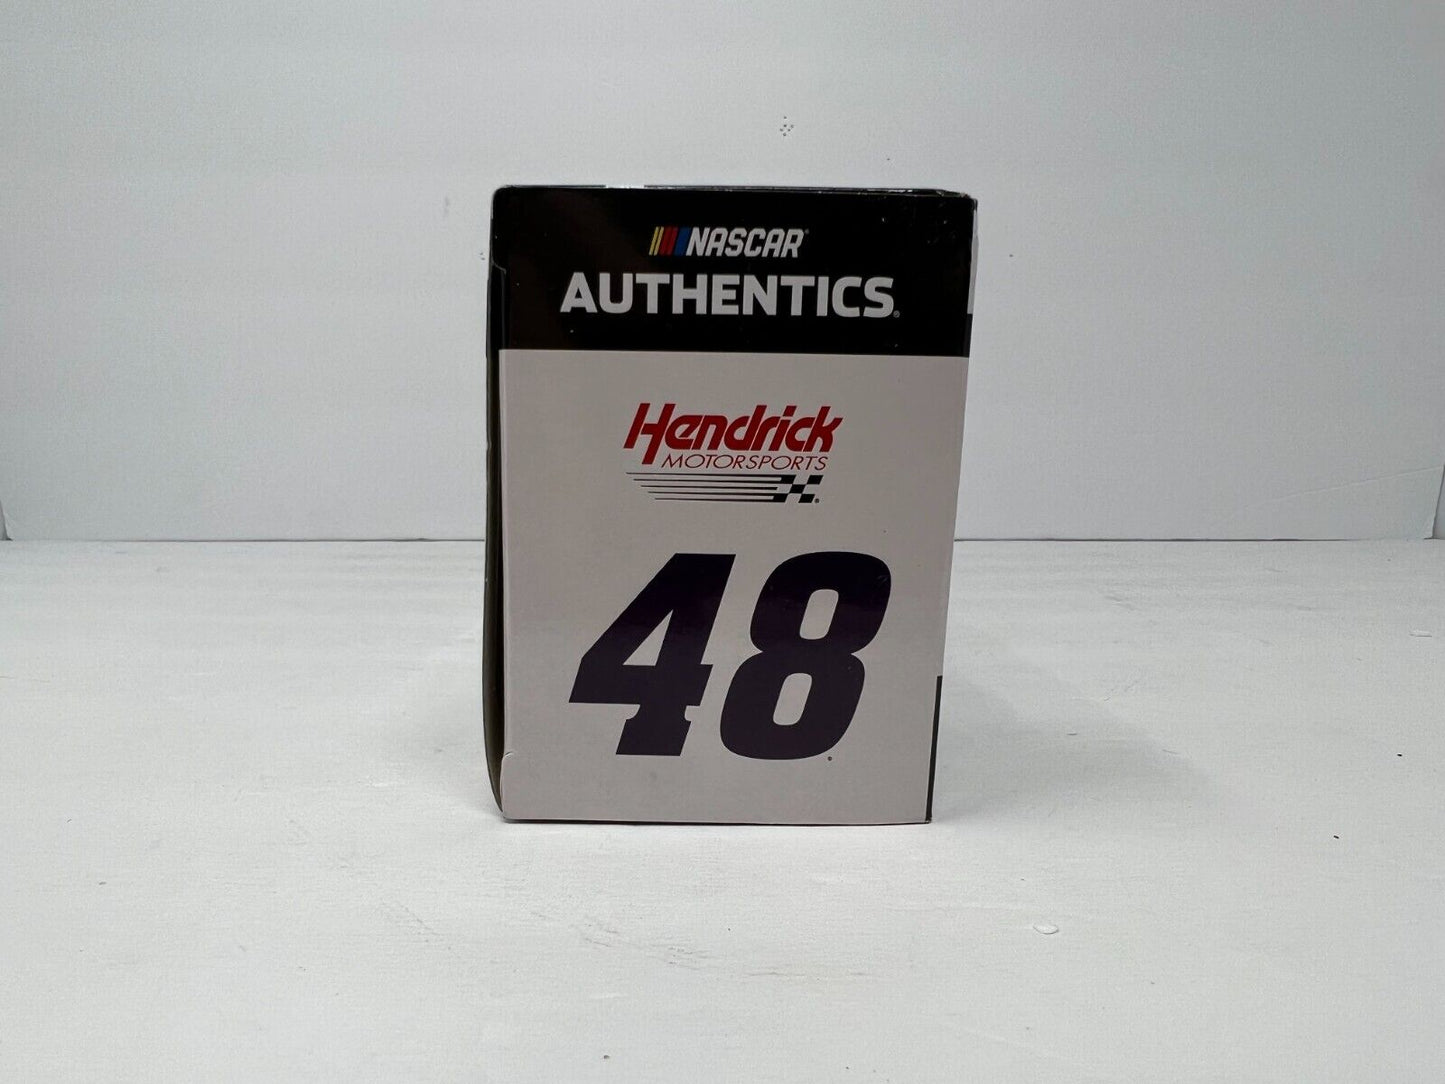 NASCAR
AUTHENTICS®
Hendrick
MOTORSPORTS
48